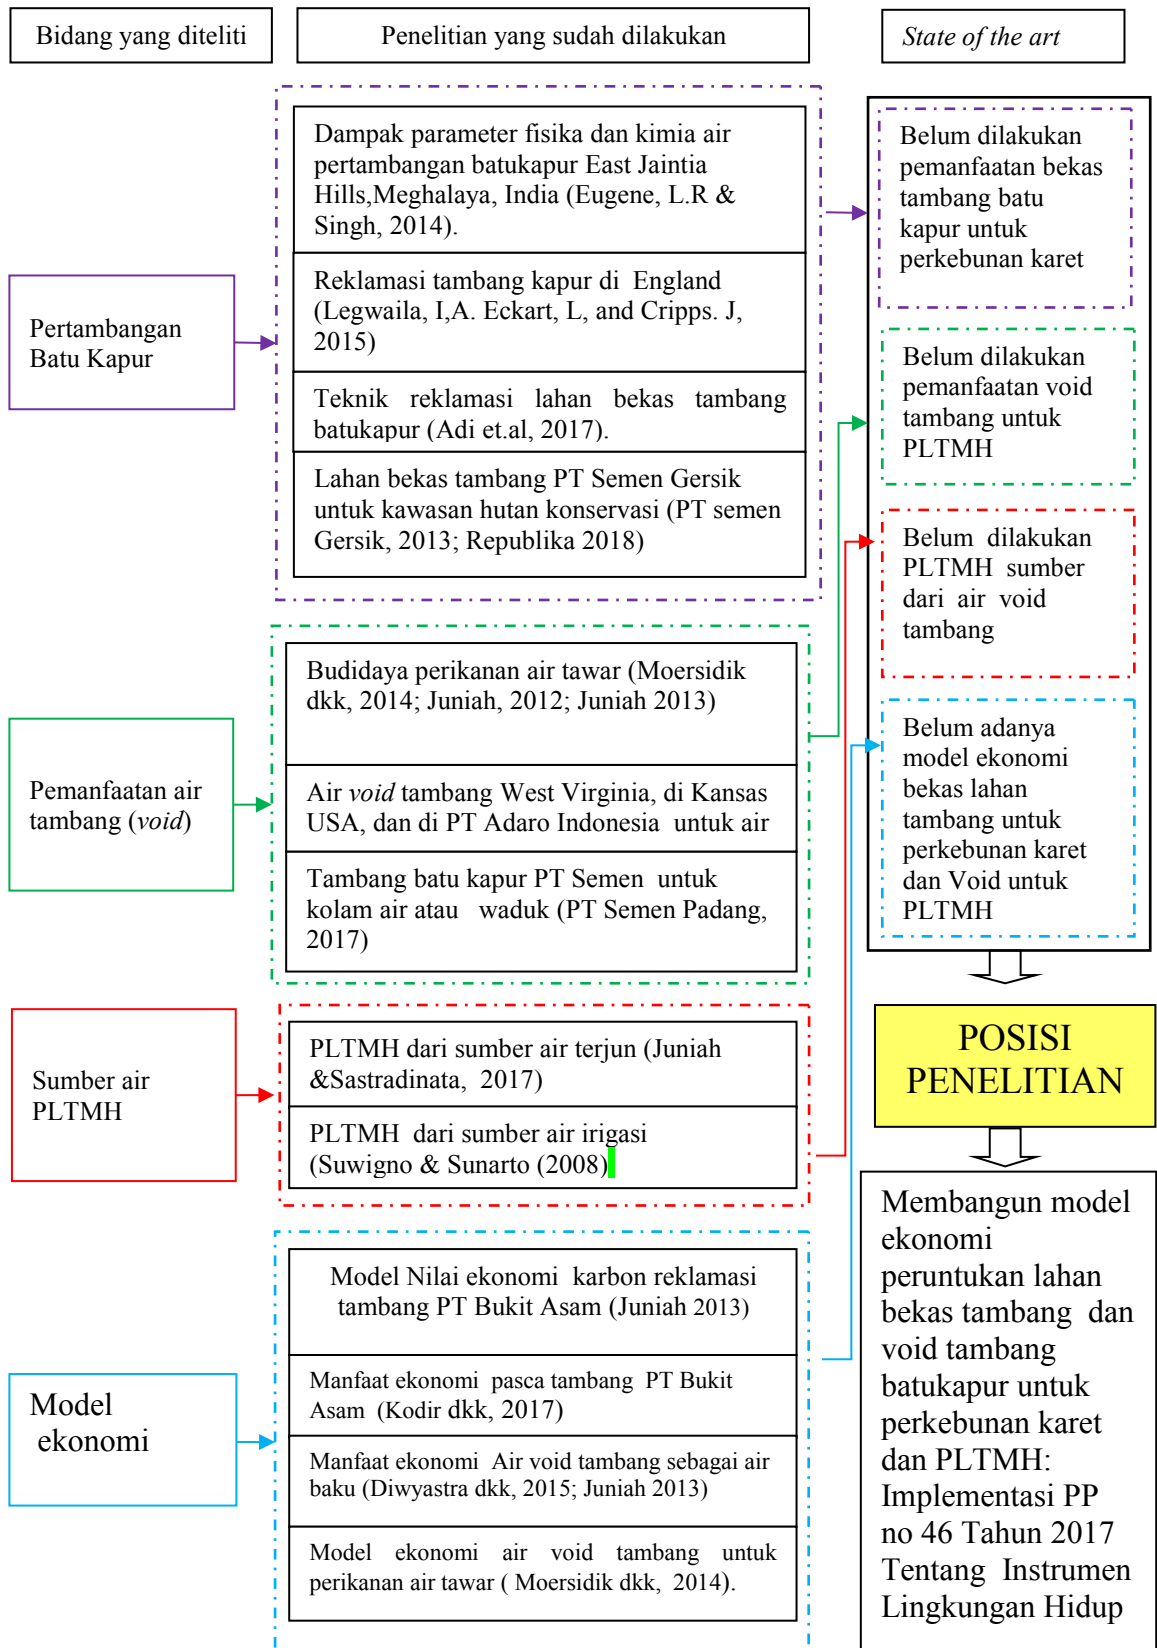 Bidang yang diteliti
Penelitian yang sudah dilakukan
State of the art
Pertambangan
Batu Kapur
Dampak parameter fisika dan kimia air
pertambangan batukapur East Jaintia
Hills,Meghalaya, India (Eugene, L.R &
Singh, 2014).
Reklamasi tambang kapur di England
(Legwaila, I,A. Eckart, L, and Cripps. J,
2015)
Teknik reklamasi lahan bekas tambang
batukapur (Adi et.al, 2017).
Lahan bekas tambang PT Semen Gersik
untuk kawasan hutan konservasi (PT semen
Gersik, 2013; Republika 2018)
Belum dilakukan
pemanfaatan bekas
tambang batu
kapur untuk
perkebunan karet
Pemanfaatan air
tambang (void)
Budidaya perikanan air tawar (Moersidik
dkk, 2014; Juniah, 2012; Juniah 2013)
Air void tambang West Virginia, di Kansas
USA, dan di PT Adaro Indonesia untuk air
Tambang batu kapur PT Semen untuk
kolam air atau waduk (PT Semen Padang,
2017)
Belum dilakukan
pemanfaatan void
tambang untuk
PLTMH
Sumber air
PLTMH
PLTMH dari sumber air terjun (Juniah
&Sastradinata, 2017)
PLTMH dari sumber air irigasi
(Suwigno & Sunarto (2008)
Belum dilakukan
PLTMH sumber
dari air void
tambang
Model
ekonomi
Model Nilai ekonomi karbon reklamasi
tambang PT Bukit Asam (Juniah 2013)
Manfaat ekonomi pasca tambang PT Bukit
Asam (Kodir dkk, 2017)
Manfaat ekonomi Air void tambang sebagai air
baku (Diwyastra dkk, 2015; Juniah 2013)
Model ekonomi air void tambang untuk
perikanan air tawar ( Moersidik dkk, 2014).
Belum adanya
model ekonomi
bekas lahan
tambang untuk
perkebunan karet
dan Void untuk
PLTMH
POSISI
PENELITIAN
Membangun model
ekonomi
peruntukan lahan
bekas tambang dan
void tambang
batukapur untuk
perkebunan karet
dan PLTMH:
Implementasi PP
no 46 Tahun 2017
Tentang Instrumen
Lingkungan Hidup